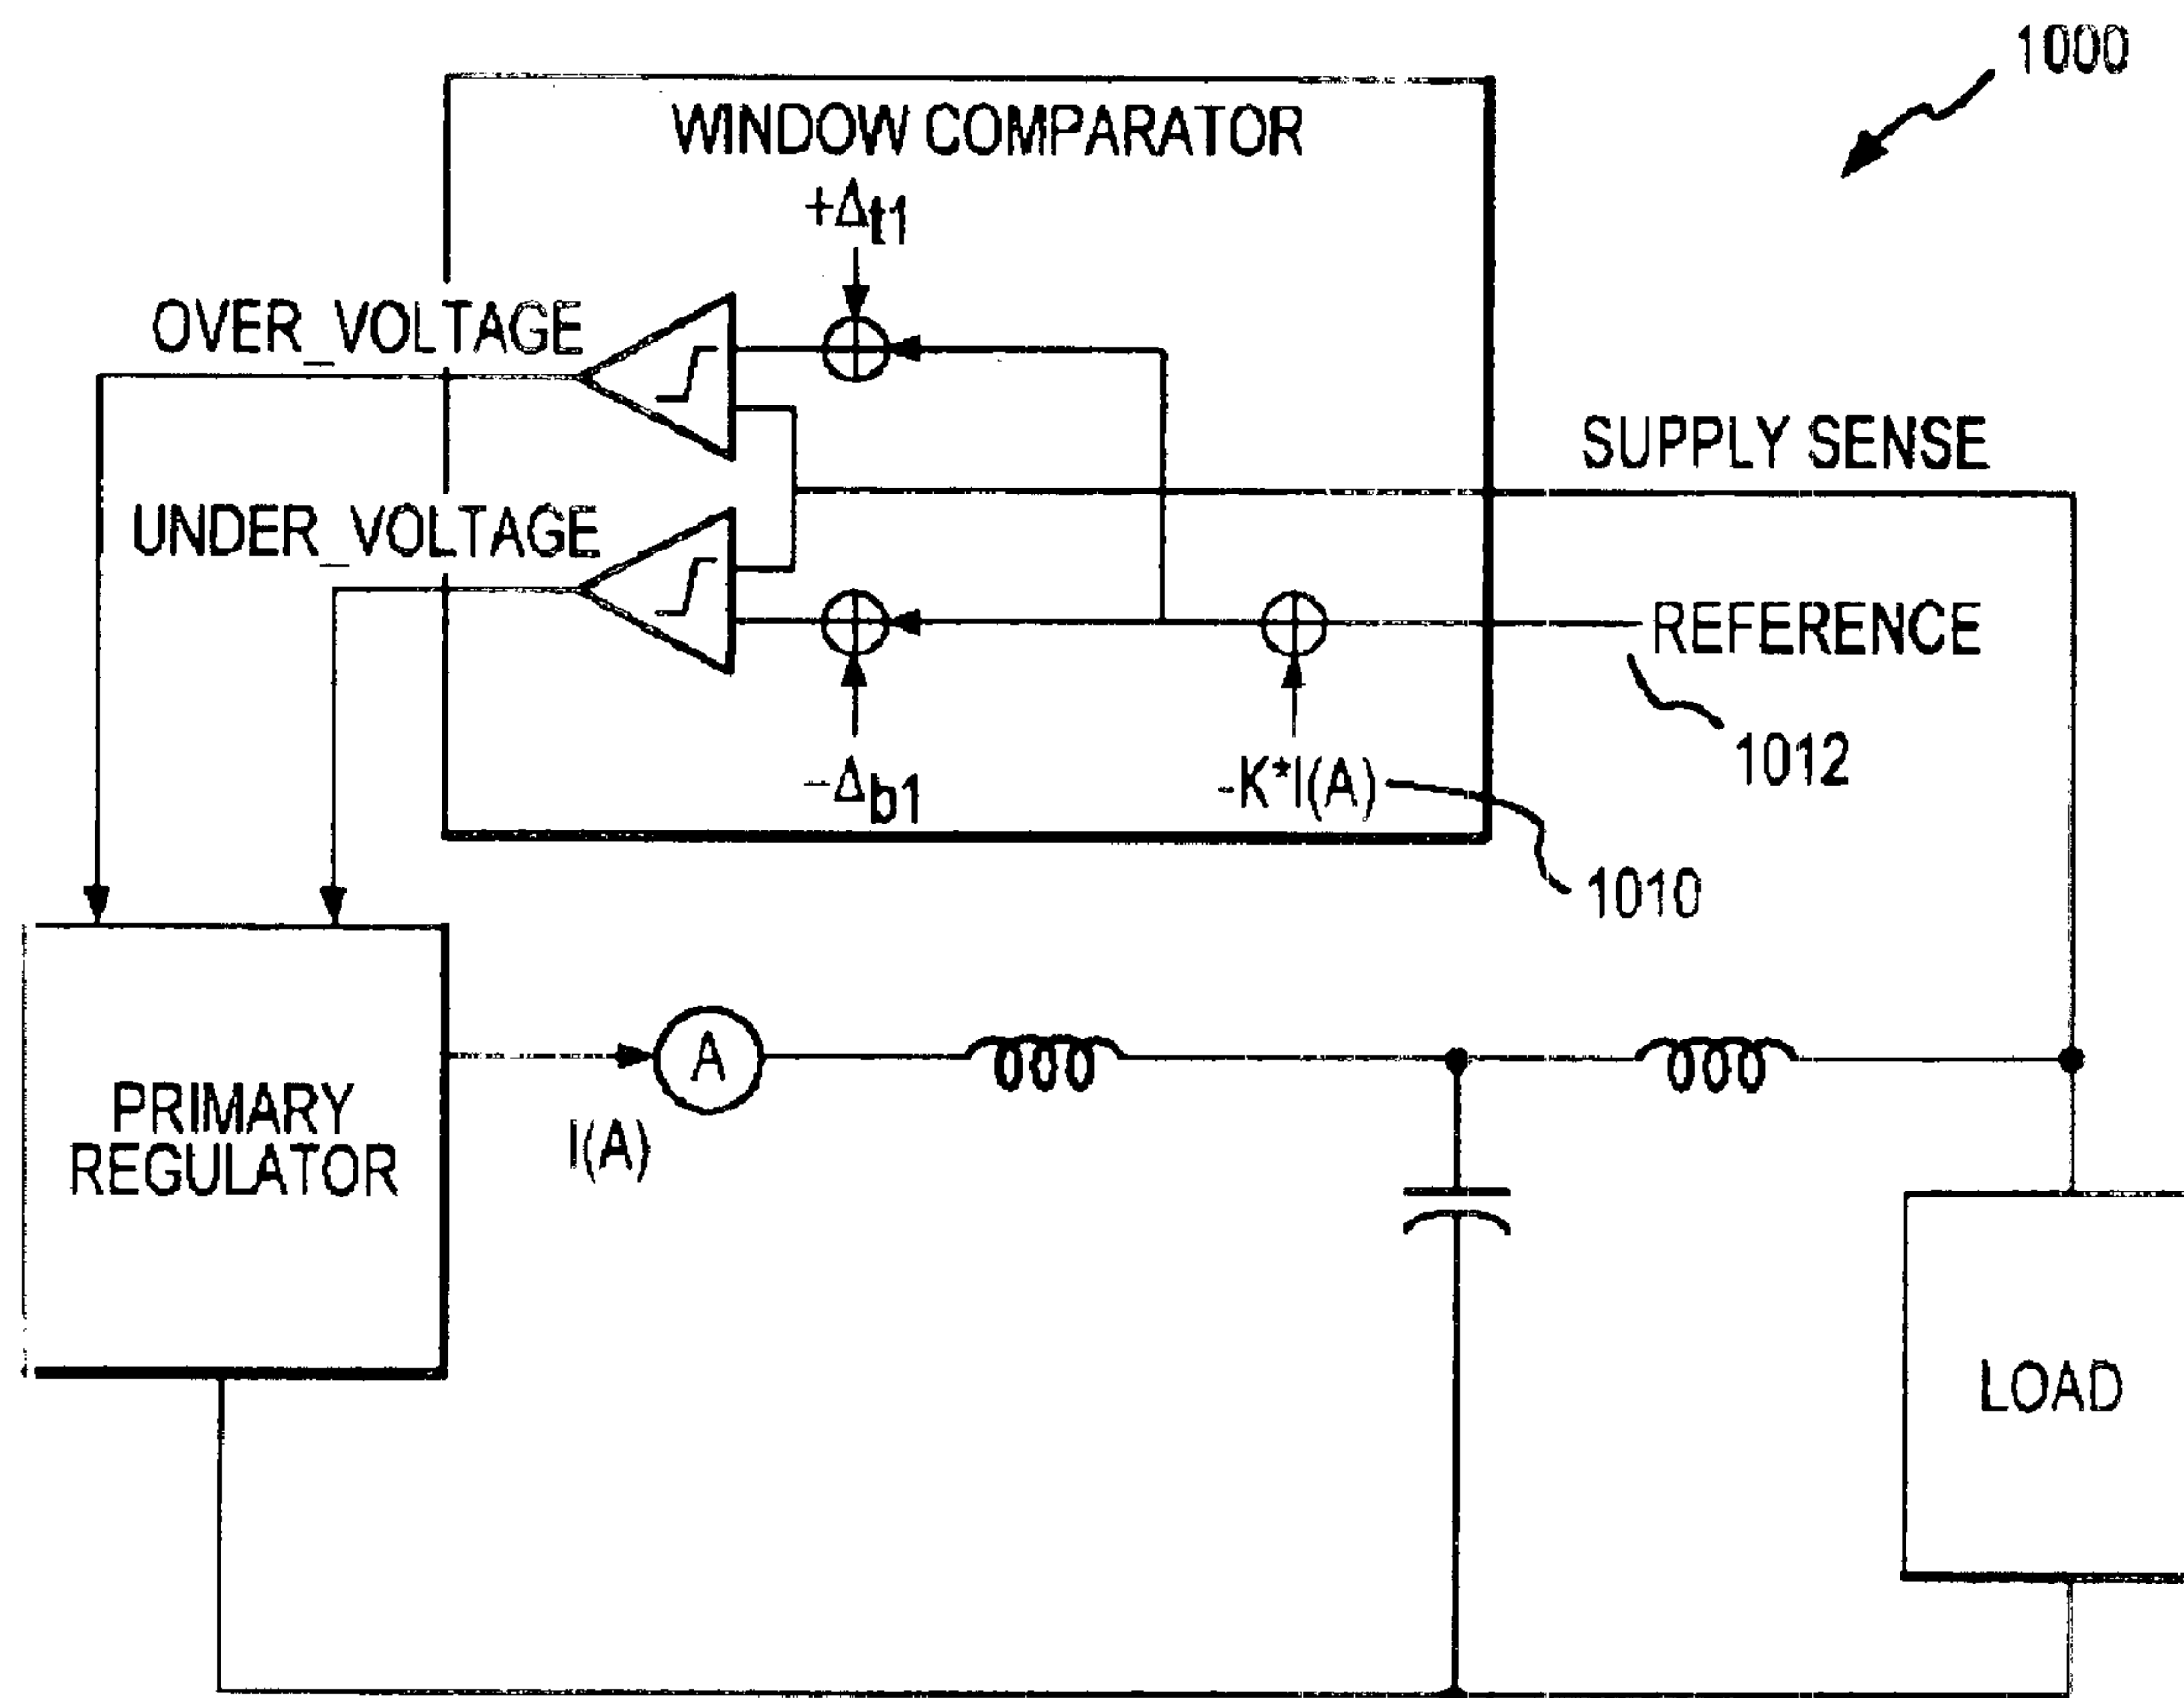 1000
WINDOW COMPARATOR
+Δt1
OVER_VOLTAGE
SUPPLY SENSE
UNDER_VOLTAGE
REFERENCE
1012
-Δb1
-K*I(A)
1010
A
I(A)
PRIMARY
REGULATOR
LOAD